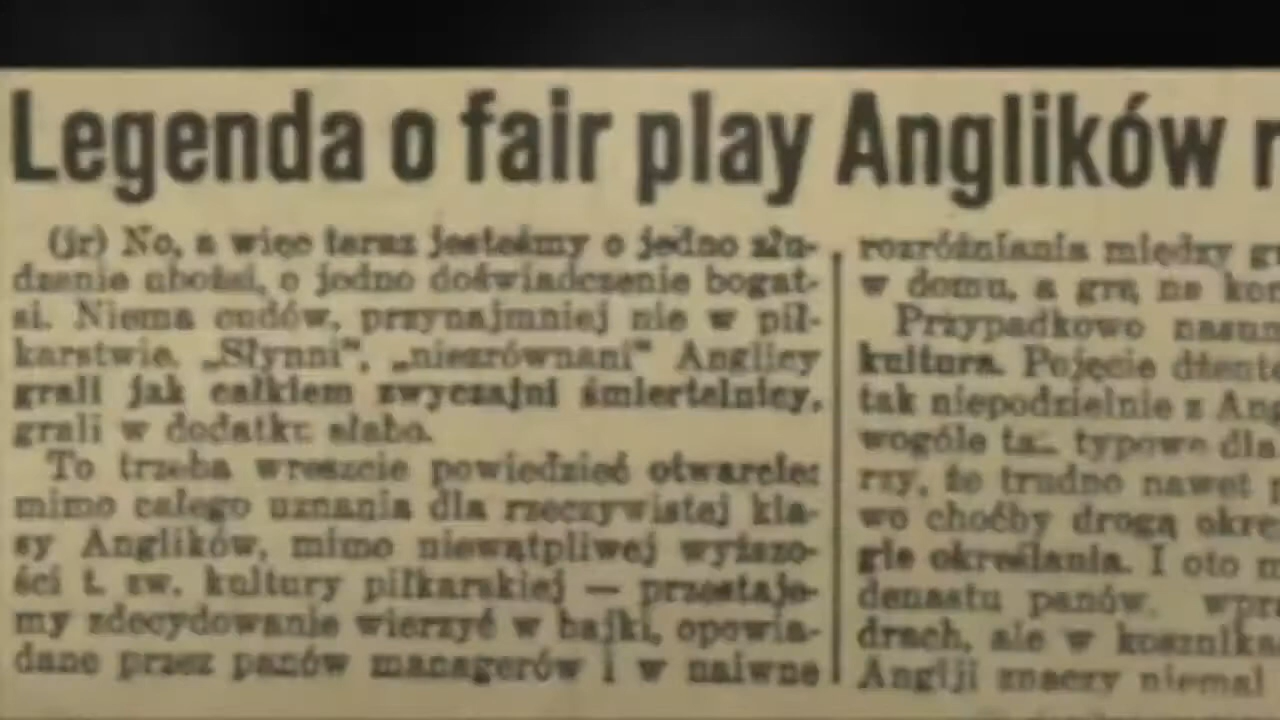 Legenda o fair play Anglików
(jr) No, a więc teraz jesteśmy o jedno złu-
dzenie ubożsi, o jedno doświadczenie bogat-
si. Niema cudów, przynajmniej nie w pił-
karstwie. „Słynni", „niezrównani" Anglicy
grali jak całkiem zwyczajni śmiertelnicy,
grali w dodatku słabo.
To trzeba wreszcie powiedzieć otwarcie:
mimo całego uznania dla rzeczywistej kla-
sy Anglików, mimo niewątpliwej wyższo-
ści t. zw. kultury piłkarskiej — przestaje-
my zdecydowanie wierzyć w bajki, opowia-
dane przez panów managerów i w naiwne
rozróżniania między
w domu, a grę na
Przypadkowo
kultura. Pojęcie
tak niepodzielnie z
wogóle typowe dla
rzy, że trudno nawet
wo choćby drogą
głe określania. I oto
denastu panów,
drach, ale w
Anglji znaczy niemal